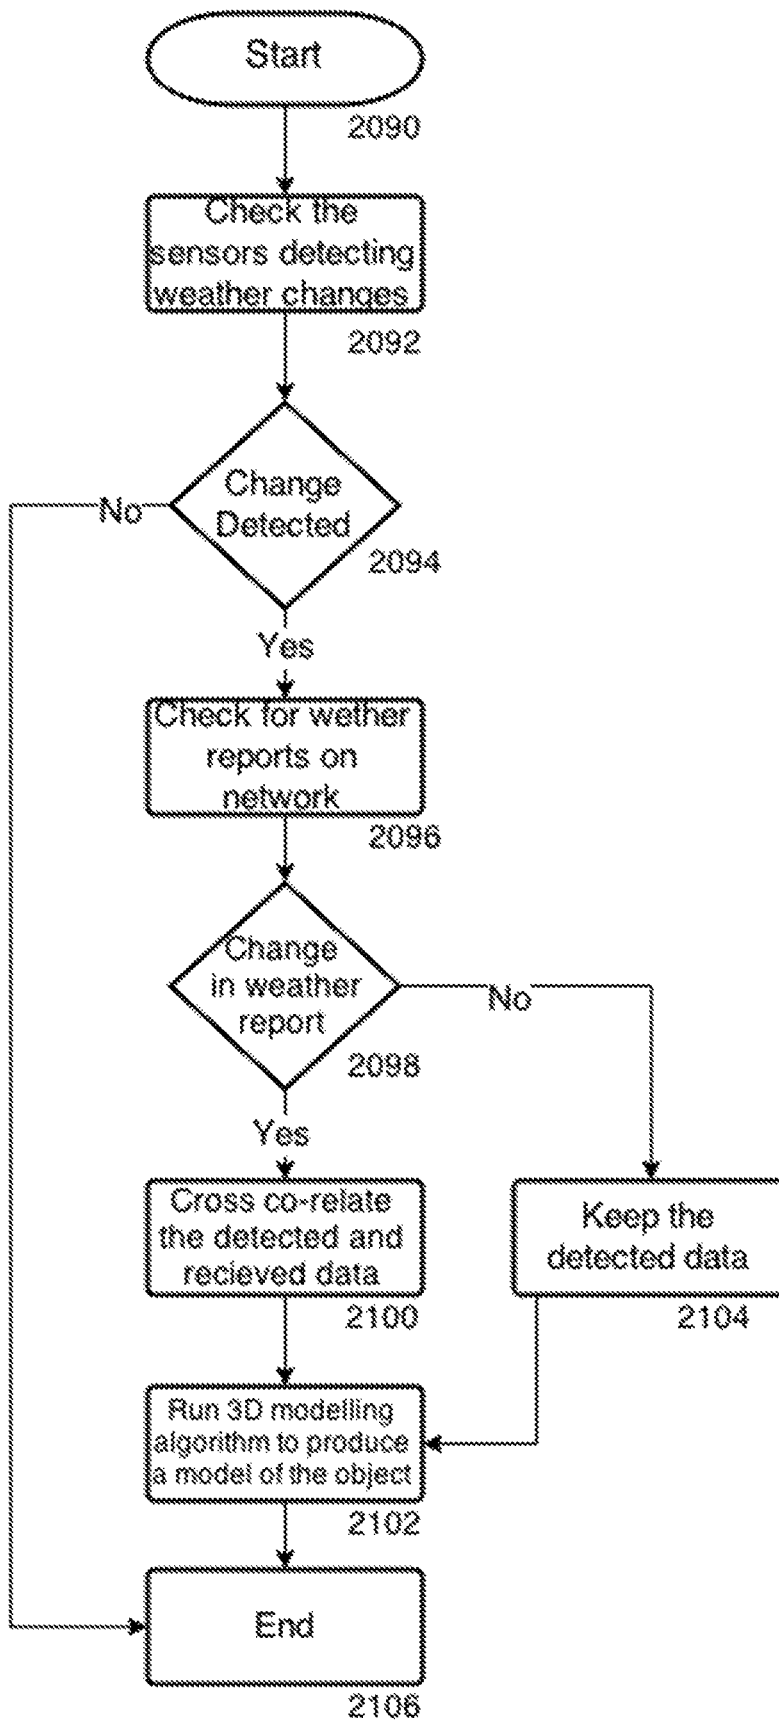 Start
2090
Check the
sensors detecting
weather changes
2092
Change
Detected
No
2094
Yes
Check for wether
reports on
network
2096
Change
in weather
report
No
2098
Yes
Cross co-relate
the detected and
recieved data
2100
Keep the
detected data
2104
Run 3D modelling
algorithm to produce
a model of the object
2102
End
2106